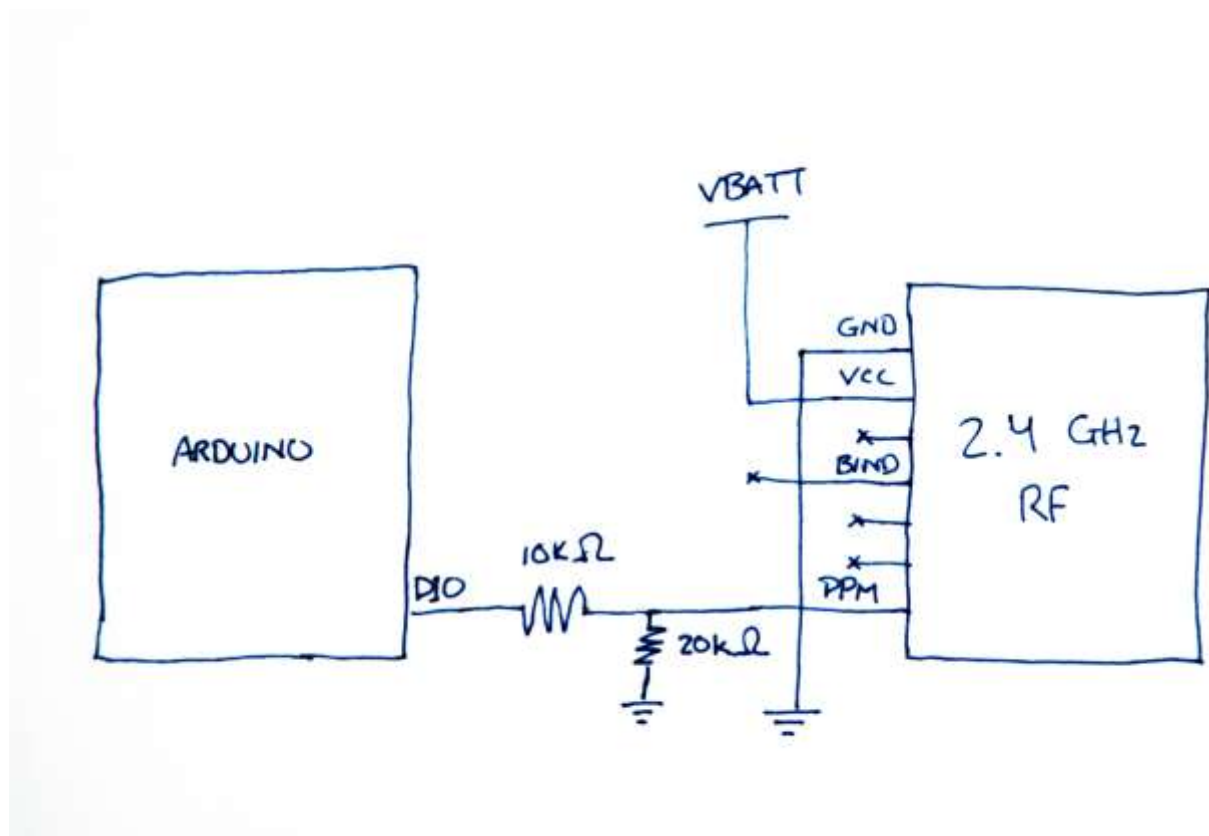 VBATT
GND
VCC
ARDUINO
2.4 GHz
BIND
RF
10KΩ
D10
PPM
20kΩ